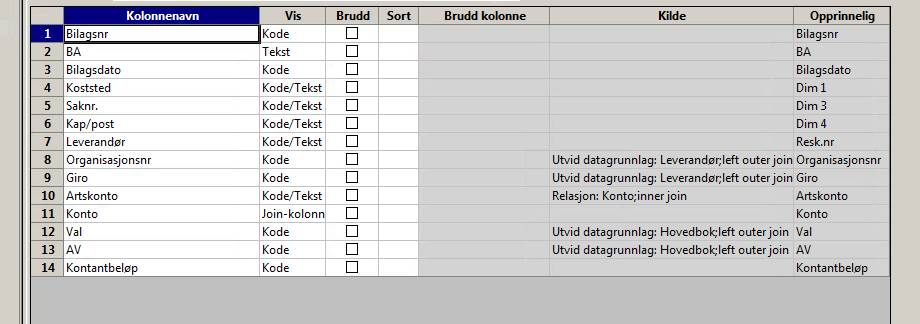 Kolonnenavn Vis Brudd Sort Brudd kolonne Kilde Opprinnelig
1 Bilagsnr Kode Bilagsnr
2 BA Tekst BA
3 Bilagsdato Kode Bilagsdato
4 Koststed Kode/Tekst Dim 1
5 Saknr. Kode/Tekst Dim 3
6 Kap/post Kode/Tekst Dim 4
7 Leverandør Kode/Tekst Resk.nr
8 Organisasjonsnr Kode Utvid datagrunnlag: Leverandør;left outer join Organisasjonsnr
9 Giro Kode Utvid datagrunnlag: Leverandør;left outer join Giro
10 Artskonto Kode/Tekst Relasjon: Konto;inner join Artskonto
11 Konto Join-kolonn Konto
12 Val Kode Utvid datagrunnlag: Hovedbok;left outer join Val
13 AV Kode Utvid datagrunnlag: Hovedbok;left outer join AV
14 Kontantbeløp Kode Kontantbeløp